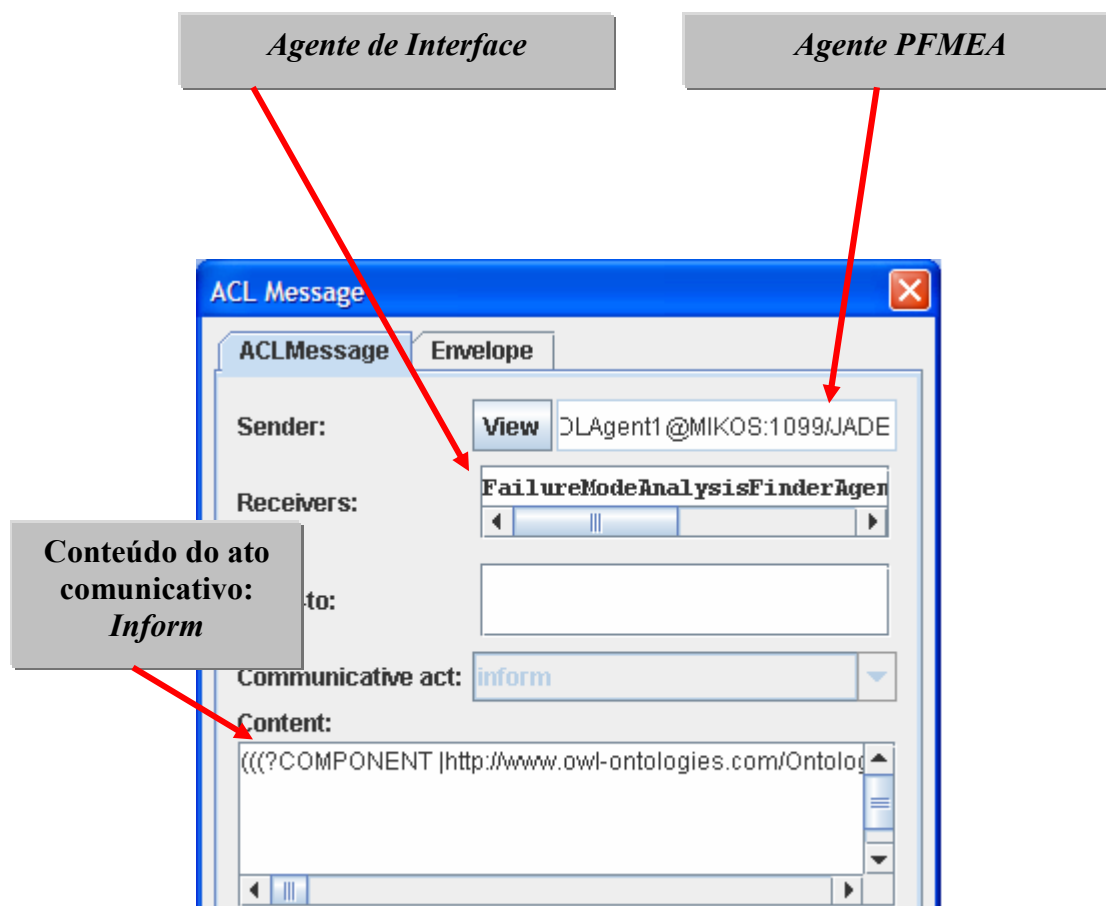 Agente de Interface
Agente PFMEA
ACL Message
ACLMessage
Envelope
Sender:
View
OLAgent1@MIKOS:1099/JADE
Receivers:
FailureModeAnalysisFinderAgen
Conteúdo do ato
comunicativo:
Inform
-to:
Communicative act:
inform
Content:
(((?COMPONENT |http://www.owl-ontologies.com/Ontolog